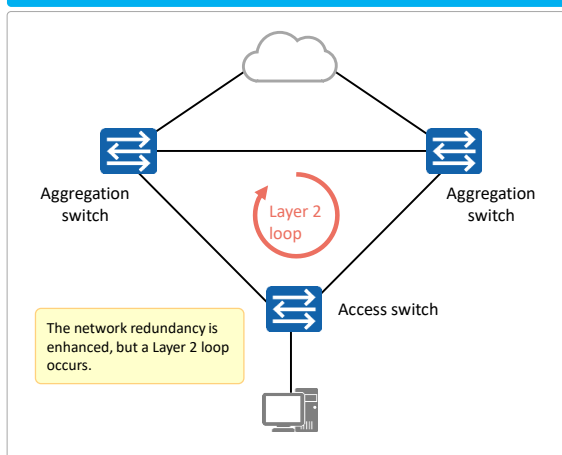 Aggregation
switch
Aggregation
switch
Layer 2
loop
Access switch
The network redundancy is
enhanced, but a Layer 2 loop
occurs.